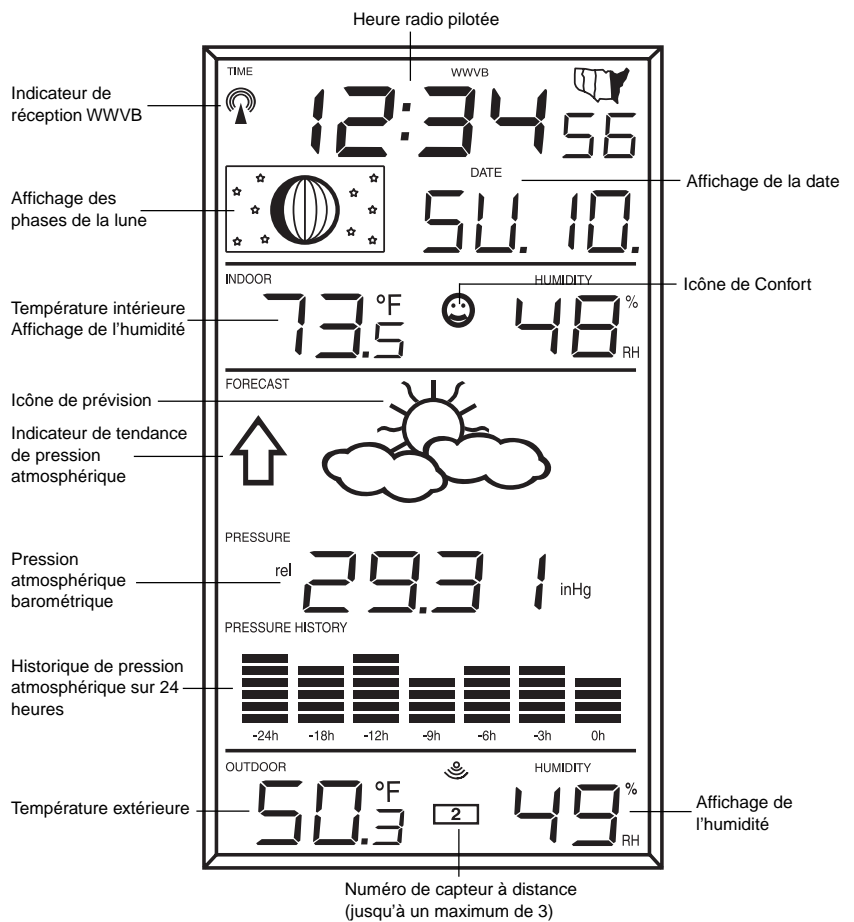 Heure radio pilotée
TIME
WWVB
Indicateur de
réception WWVB
12:34 56
DATE
Affichage de la date
Affichage des
phases de la lune
SU. 10.
INDOOR
HUMIDITY
Icône de Confort
Température intérieure
Affichage de l'humidité
73.5 °F
48 %
RH
FORECAST
Icône de prévision
Indicateur de tendance
de pression
atmosphérique
PRESSURE
Pression
atmosphérique
barométrique
rel 29.31 inHg
PRESSURE HISTORY
Historique de pression
atmosphérique sur 24
heures
-24h -18h -12h -9h -6h -3h 0h
OUTDOOR
HUMIDITY
Température extérieure
50.3 °F
2
49 %
RH
Affichage de
l'humidité
Numéro de capteur à distance
(jusqu'à un maximum de 3)